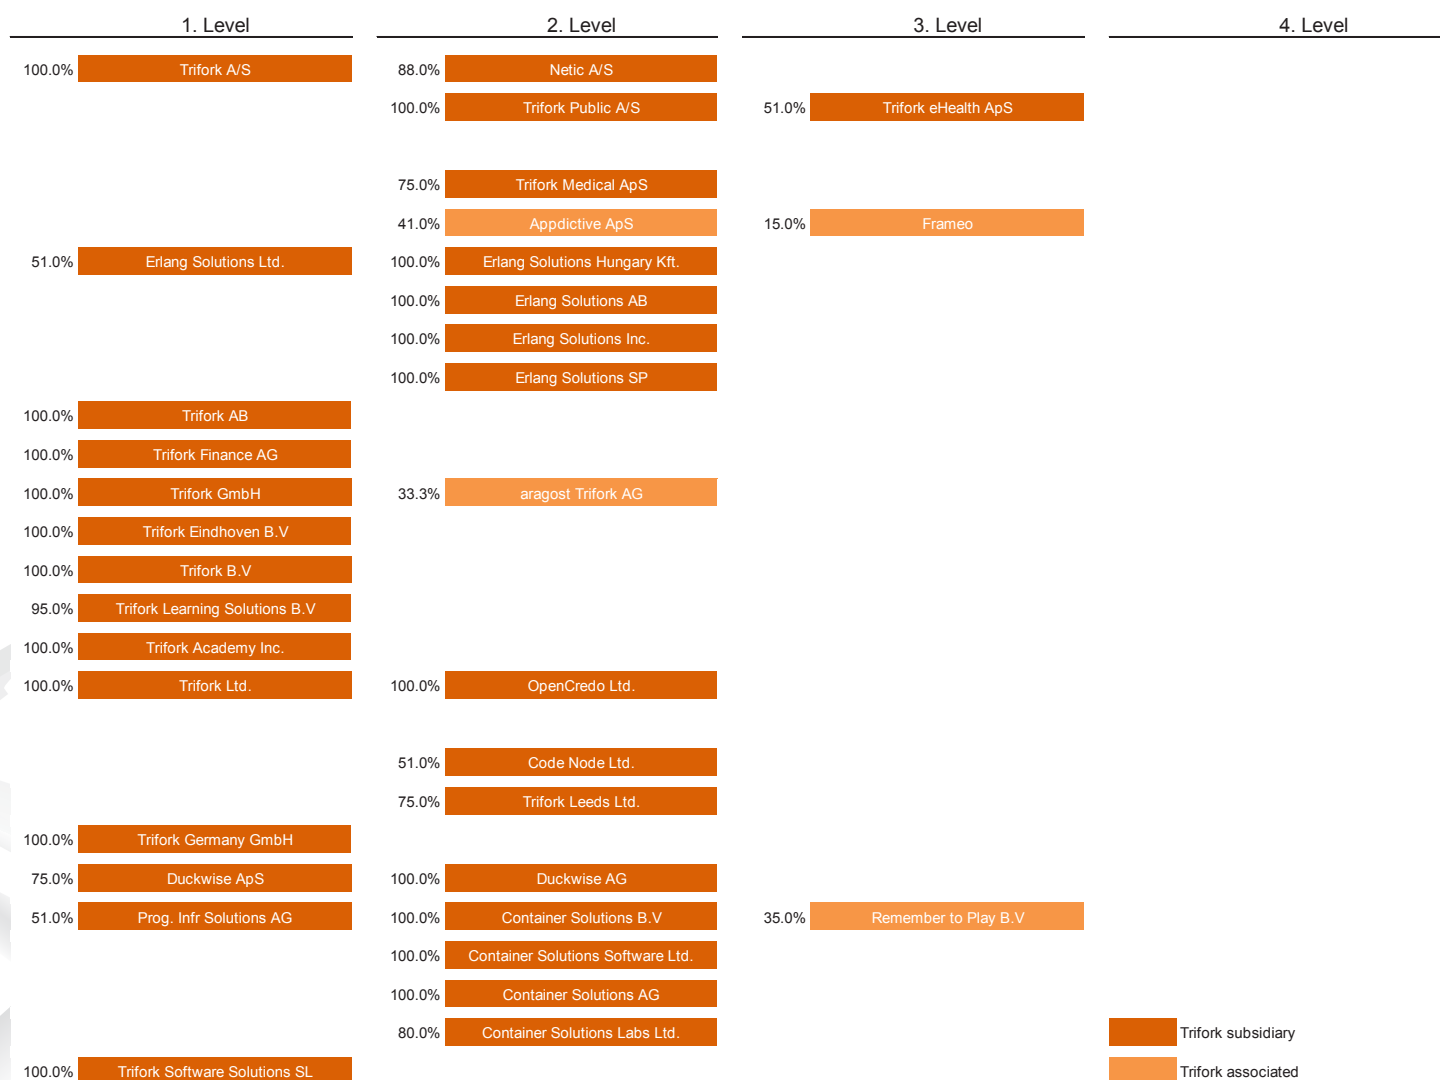 1. Level 2. Level 3. Level 4. Level
100.0% Trifork A/S 88.0% Netic A/S
100.0% Trifork Public A/S 51.0% Trifork eHealth ApS
75.0% Trifork Medical ApS
41.0% Appdictive ApS 15.0% Frameo
51.0% Erlang Solutions Ltd. 100.0% Erlang Solutions Hungary Kft.
100.0% Erlang Solutions AB
100.0% Erlang Solutions Inc.
100.0% Erlang Solutions SP
100.0% Trifork AB
100.0% Trifork Finance AG
100.0% Trifork GmbH 33.3% aragost Trifork AG
100.0% Trifork Eindhoven B.V
100.0% Trifork B.V
95.0% Trifork Learning Solutions B.V
100.0% Trifork Academy Inc.
100.0% Trifork Ltd. 100.0% OpenCredo Ltd.
51.0% Code Node Ltd.
75.0% Trifork Leeds Ltd.
100.0% Trifork Germany GmbH
75.0% Duckwise ApS 100.0% Duckwise AG
51.0% Prog. Infr Solutions AG 100.0% Container Solutions B.V 35.0% Remember to Play B.V
100.0% Container Solutions Software Ltd.
100.0% Container Solutions AG
80.0% Container Solutions Labs Ltd. Trifork subsidiary
100.0% Trifork Software Solutions SL Trifork associated